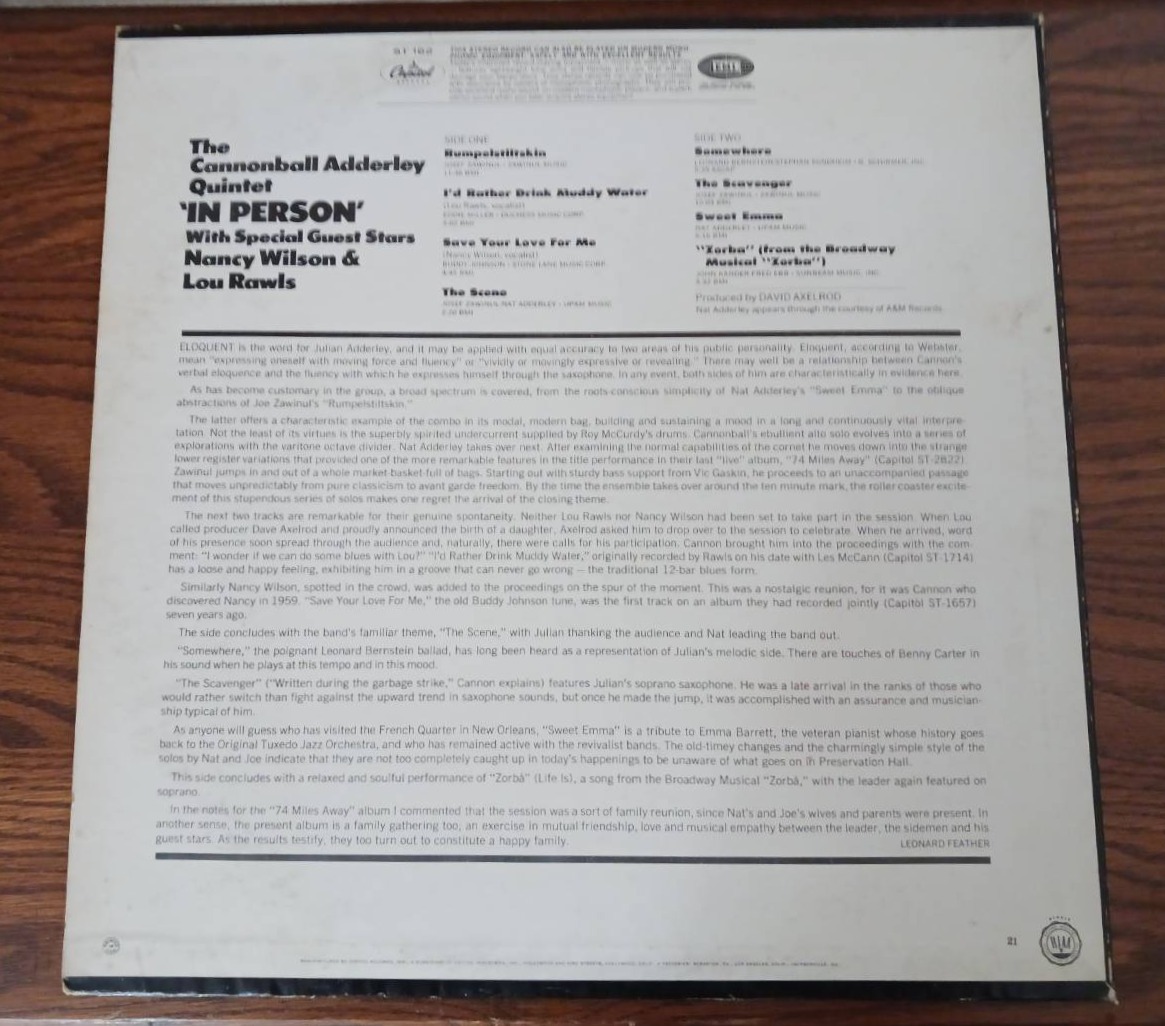 ST 162
THIS STEREO RECORD CAN ALSO BE PLAYED ON MODERN MONO
PHONO EQUIPMENT SAFELY AND WITH EXCELLENT RESULTS
Capitol
EMI
The
Cannonball Adderley
Quintet
'IN PERSON'
With Special Guest Stars
Nancy Wilson &
Lou Rawls
SIDE ONE
Rumpelstiltskin
I'd Rather Drink Muddy Water
(Lou Rawls, vocalist)
Save Your Love For Me
(Nancy Wilson, vocalist)
The Scene
SIDE TWO
Somewhere
The Scavenger
Sweet Emma
"Zorba" (from the Broadway
Musical "Zorba")
Produced by DAVID AXELROD
Nat Adderley appears through the courtesy of A&M Records
ELOQUENT is the word for Julian Adderley, and it may be applied with equal accuracy to two areas of his public personality. Eloquent, according to Webster,
mean "expressing oneself with moving force and fluency" or "vividly or movingly expressive or revealing." There may well be a relationship between Cannon's
verbal eloquence and the fluency with which he expresses himself through the saxophone. In any event, both sides of him are characteristically in evidence here.
As has become customary in the group, a broad spectrum is covered, from the roots-conscious simplicity of Nat Adderley's "Sweet Emma" to the oblique
abstractions of Joe Zawinul's "Rumpelstiltskin."
The latter offers a characteristic example of the combo in its modal, modern bag, building and sustaining a mood in a long and continuously vital interpre-
tation. Not the least of its virtues is the superbly spirited undercurrent supplied by Roy McCurdy's drums. Cannonball's ebullient alto solo evolves into a series of
explorations with the varitone octave divider. Nat Adderley takes over next. After examining the normal capabilities of the cornet he moves down into the strange
lower register variations that provided one of the more remarkable features in the title performance in their last "live" album, "74 Miles Away" (Capitol ST-2822).
Zawinul jumps in and out of a whole market basket full of bags. Starting out with sturdy bass support from Vic Gaskin, he proceeds to an unaccompanied passage
that moves unpredictably from pure classicism to avant garde freedom. By the time the ensemble takes over around the ten minute mark, the roller coaster excite-
ment of this stupendous series of solos makes one regret the arrival of the closing theme.
The next two tracks are remarkable for their genuine spontaneity. Neither Lou Rawls nor Nancy Wilson had been set to take part in the session. When Lou
called producer Dave Axelrod and proudly announced the birth of a daughter, Axelrod asked him to drop over to the session to celebrate. When he arrived, word
of his presence soon spread through the audience and, naturally, there were calls for his participation. Cannon brought him into the proceedings with the com-
ment: "I wonder if we can do some blues with Lou?" "I'd Rather Drink Muddy Water," originally recorded by Rawls on his date with Les McCann (Capitol ST-1714)
has a loose and happy feeling, exhibiting him in a groove that can never go wrong — the traditional 12-bar blues form.
Similarly Nancy Wilson, spotted in the crowd, was added to the proceedings on the spur of the moment. This was a nostalgic reunion, for it was Cannon who
discovered Nancy in 1959. "Save Your Love For Me," the old Buddy Johnson tune, was the first track on an album they had recorded jointly (Capitol ST-1657)
seven years ago.
The side concludes with the band's familiar theme, "The Scene," with Julian thanking the audience and Nat leading the band out.
"Somewhere," the poignant Leonard Bernstein ballad, has long been heard as a representation of Julian's melodic side. There are touches of Benny Carter in
his sound when he plays at this tempo and in this mood.
"The Scavenger" ("Written during the garbage strike," Cannon explains) features Julian's soprano saxophone. He was a late arrival in the ranks of those who
would rather switch than fight against the upward trend in saxophone sounds, but once he made the jump, it was accomplished with an assurance and musician-
ship typical of him.
As anyone will guess who has visited the French Quarter in New Orleans, "Sweet Emma" is a tribute to Emma Barrett, the veteran pianist whose history goes
back to the Original Tuxedo Jazz Orchestra, and who has remained active with the revivalist bands. The old-timey changes and the charmingly simple style of the
solos by Nat and Joe indicate that they are not too completely caught up in today's happenings to be unaware of what goes on in Preservation Hall.
This side concludes with a relaxed and soulful performance of "Zorbá" (Life Is), a song from the Broadway Musical "Zorbá," with the leader again featured on
soprano.
In the notes for the "74 Miles Away" album I commented that the session was a sort of family reunion, since Nat's and Joe's wives and parents were present. In
another sense, the present album is a family gathering too; an exercise in mutual friendship, love and musical empathy between the leader, the sidemen and his
guest stars. As the results testify, they too turn out to constitute a happy family.
LEONARD FEATHER
21
RIAA